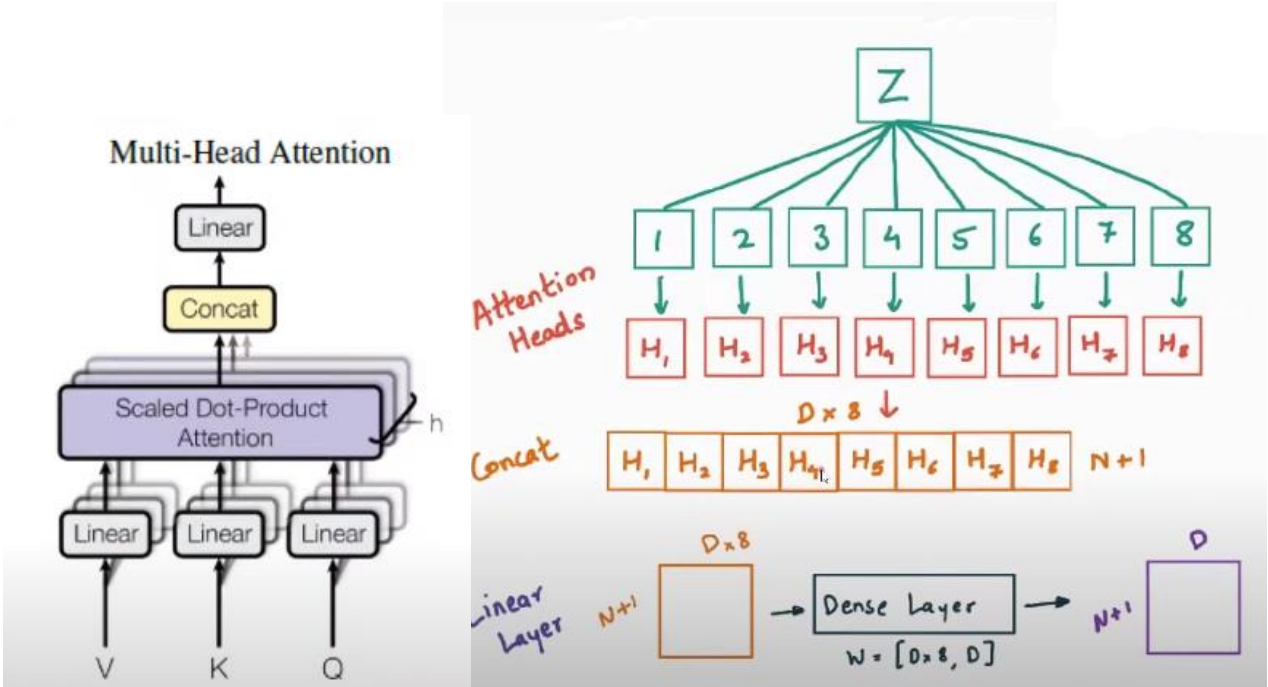 Multi-Head Attention
Linear
Concat
Scaled Dot-Product
Attention
h
Linear
Linear
Linear
V
K
Q
Z
1 2 3 4 5 6 7 8
Attention
Heads
H₁ H₂ H₃ H₄ H₅ H₆ H₇ H₈
D × 8
Concat
H₁ H₂ H₃ H₄ H₅ H₆ H₇ H₈ N+1
Linear
Layer
D×8
N+1
Dense Layer
W = [D×8, D]
D
N+1